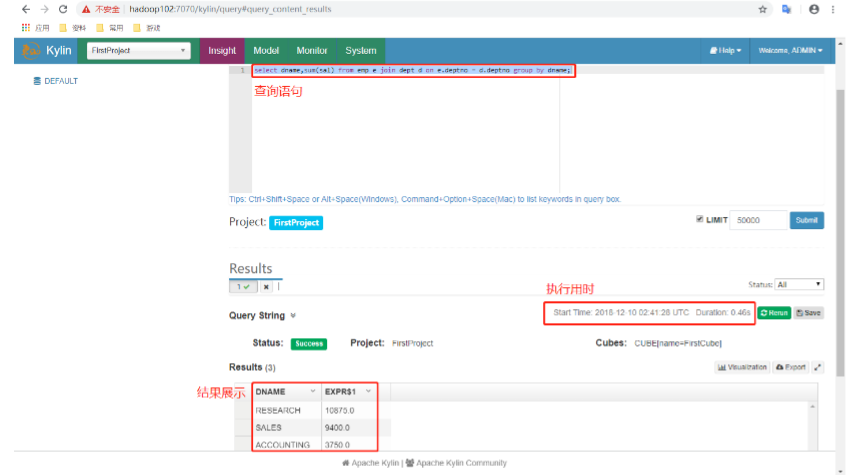 不安全 | hadoop102:7070/kylin/query#query_content_results
应用 资料 常用 游戏
Kylin FirstProject Insight Model Monitor System Help Welcome, ADMIN
DEFAULT
1 select dname,sum(sal) from emp e join dept d on e.deptno = d.deptno group by dname;
查询语句
Tips: Ctrl+Shift+Space or Alt+Space(Windows), Command+Option+Space(Mac) to list keywords in query box.
Project: FirstProject LIMIT 50000 Submit
Results
执行用时
1 Status: All
Query String Start Time: 2018-12-10 02:41:28 UTC Duration: 0.46s Rerun Save
Status: Success Project: FirstProject Cubes: CUBE[name=FirstCube]
Results (3) Visualization Export
结果展示 DNAME EXPR$1
RESEARCH 10875.0
SALES 9400.0
ACCOUNTING 3750.0
Apache Kylin | Apache Kylin Community